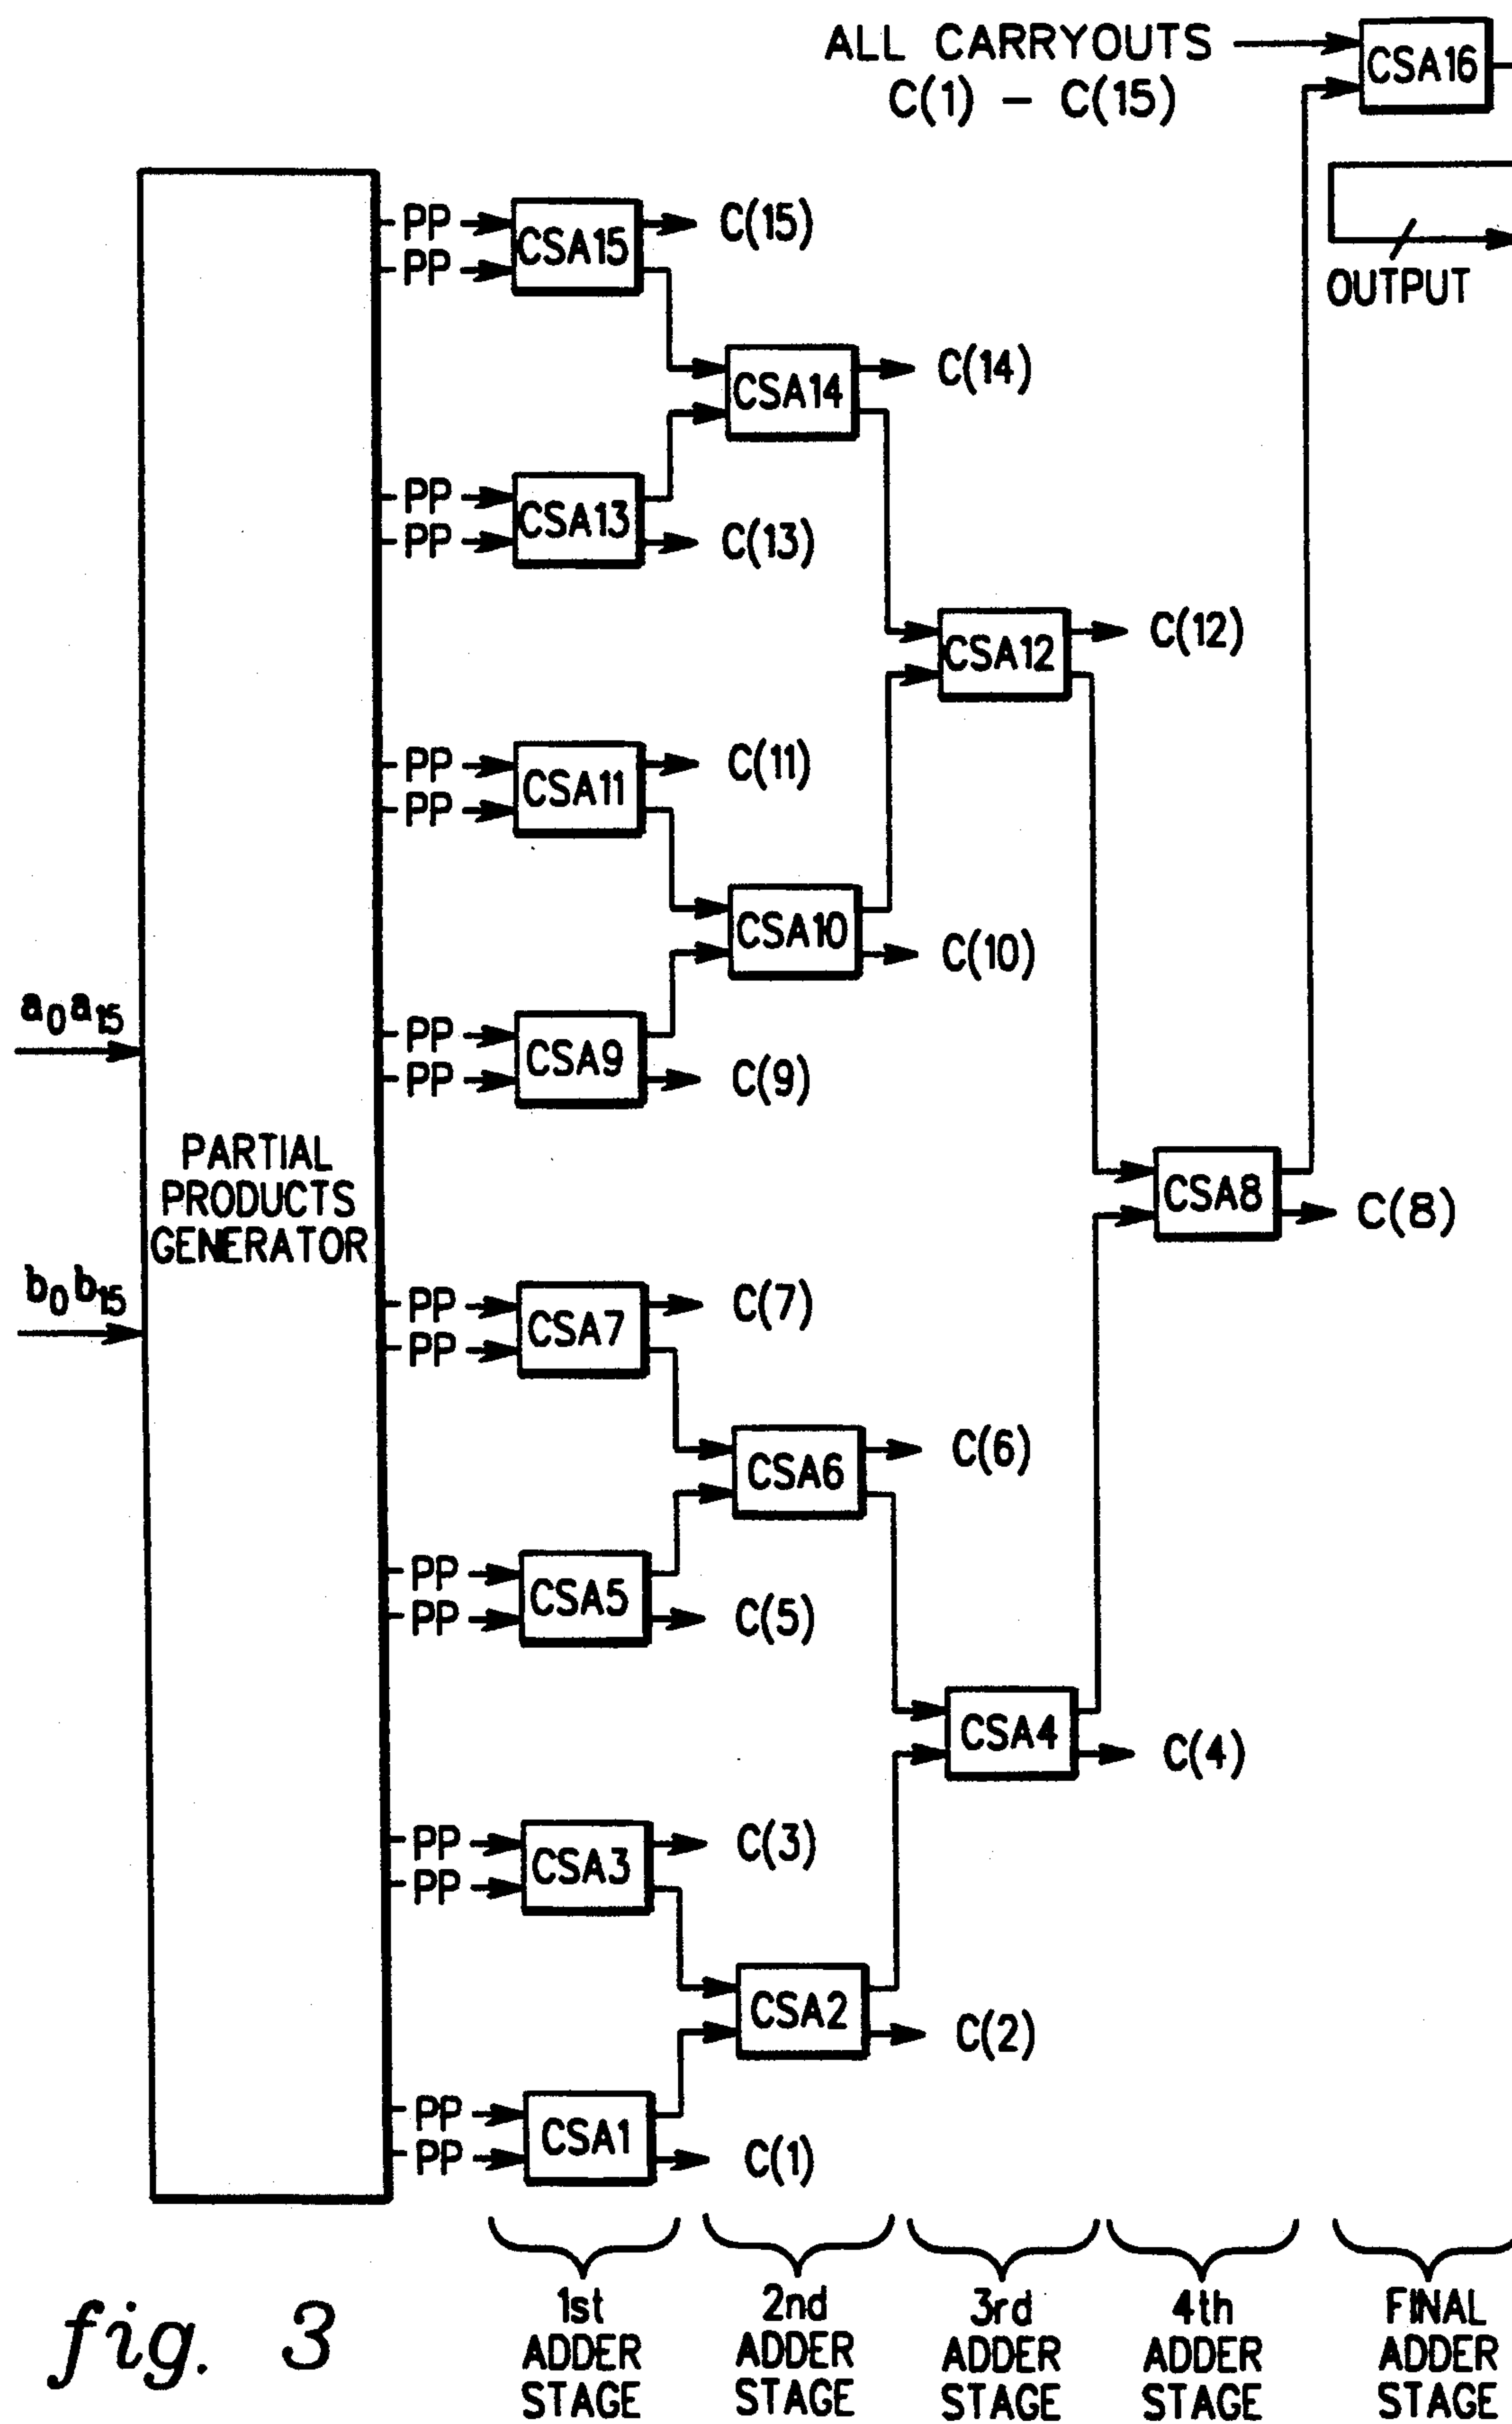 ALL CARRYOUTS
C(1) – C(15)
CSA16
OUTPUT
PP
PP
CSA15
C(15)
CSA14
C(14)
PP
PP
CSA13
C(13)
CSA12
C(12)
PP
PP
CSA11
C(11)
CSA10
C(10)
PP
PP
CSA9
C(9)
a0a15
PARTIAL
PRODUCTS
GENERATOR
b0b15
CSA8
C(8)
PP
PP
CSA7
C(7)
CSA6
C(6)
PP
PP
CSA5
C(5)
CSA4
C(4)
PP
PP
CSA3
C(3)
CSA2
C(2)
PP
PP
CSA1
C(1)
1st
ADDER
STAGE
2nd
ADDER
STAGE
3rd
ADDER
STAGE
4th
ADDER
STAGE
FINAL
ADDER
STAGE
fig. 3